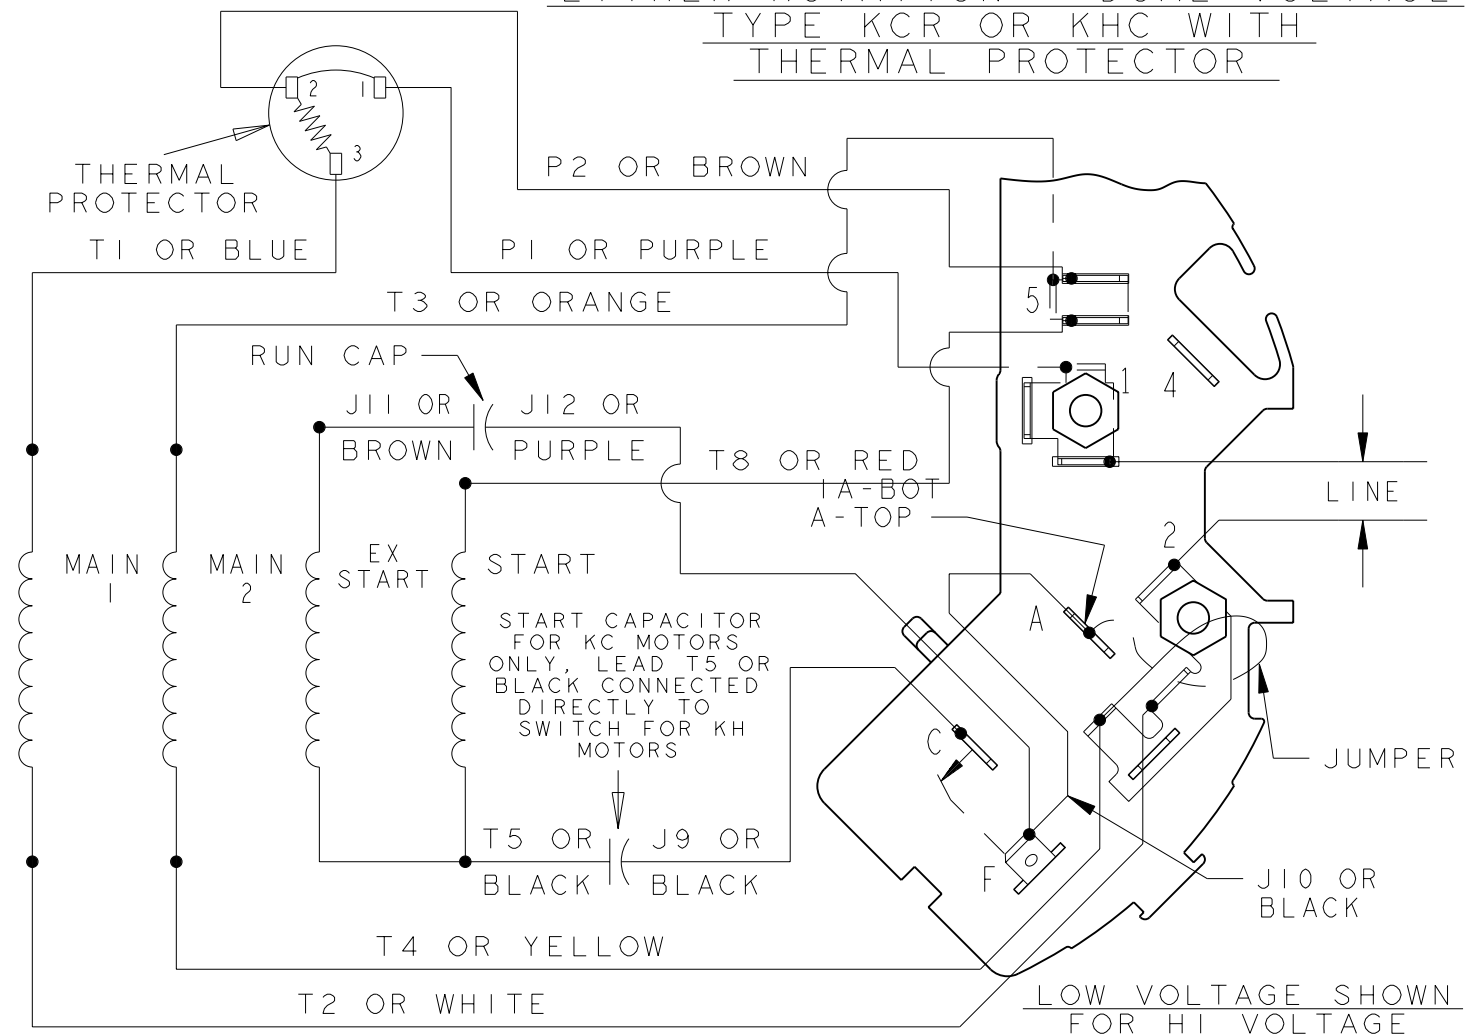 TYPE KCR OR KHC WITH
THERMAL PROTECTOR
2
1
3
THERMAL
PROTECTOR
P2 OR BROWN
T1 OR BLUE
P1 OR PURPLE
T3 OR ORANGE
5
RUN CAP
1
4
J11 OR
J12 OR
BROWN
PURPLE
T8 OR RED
1A-BOT
A-TOP
LINE
2
MAIN
1
MAIN
2
EX
START
START
START CAPACITOR
FOR KC MOTORS
ONLY, LEAD T5 OR
BLACK CONNECTED
DIRECTLY TO
SWITCH FOR KH
MOTORS
A
C
JUMPER
T5 OR
J9 OR
BLACK
BLACK
F
J10 OR
BLACK
T4 OR YELLOW
T2 OR WHITE
LOW VOLTAGE SHOWN
FOR HI VOLTAGE